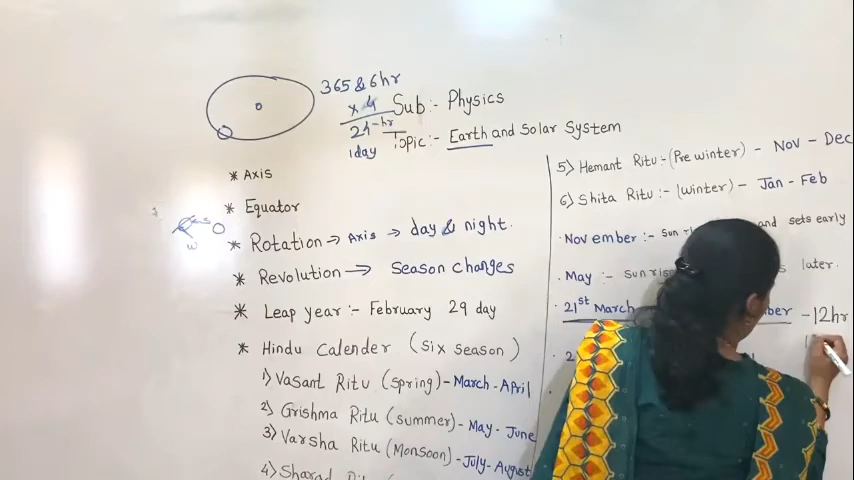 365 & 6hr
x 4
24 - hr
1day
Sub:- Physics
Topic:- Earth and Solar System
* Axis
* Equator
* Rotation → Axis → day & night.
* Revolution → Season changes
* Leap year :- February 29 day
* Hindu Calender (six season)
1) Vasant Ritu (spring) - March - April
2) Grishma Ritu (summer) - May - June
3) Varsha Ritu (Monsoon) - July - August
4) Sharad
5) Hemant Ritu :- (Pre winter) - Nov - Dec
6) Shita Ritu :- (winter) - Jan - Feb
· November :- Sun and sets early
· May :- Sun rise later.
· 21st March - 12hr